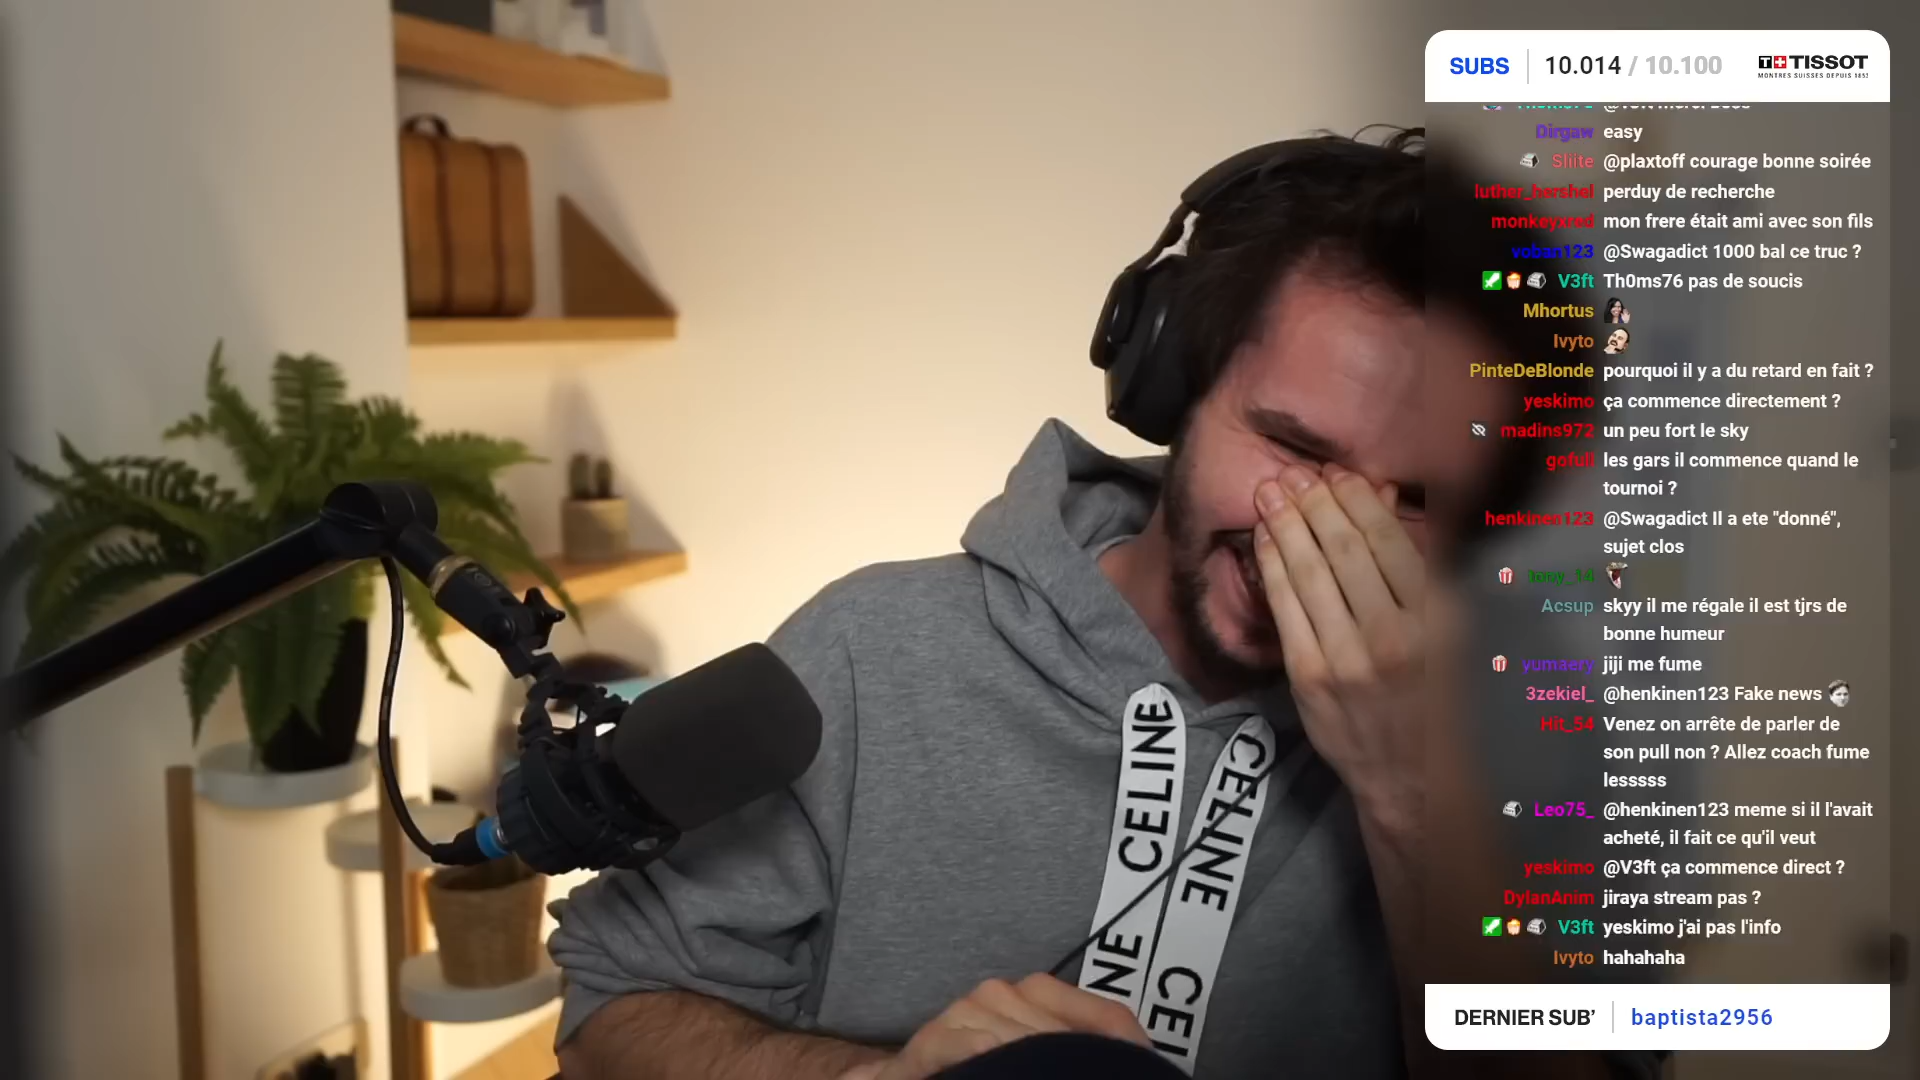 SUBS 10.014 / 10.100 TISSOT
MONTRES SUISSES DEPUIS 1853
Dirgaw easy
Sliite @plaxtoff courage bonne soirée
luther_harshel perduy de recherche
monkeyxred mon frere était ami avec son fils
voban123 @Swagadict 1000 bal ce truc ?
V3ft Th0ms76 pas de soucis
Mhortus
Ivyto
PinteDeBlonde pourquoi il y a du retard en fait ?
yeskimo ça commence directement ?
madins972 un peu fort le sky
gofull les gars il commence quand le
tournoi ?
henkinen123 @Swagadict Il a ete "donné",
sujet clos
Acsup skyy il me régale il est tjrs de
bonne humeur
yumaery jiji me fume
3zekiel_ @henkinen123 Fake news
Hit_54 Venez on arrête de parler de
son pull non ? Allez coach fume
lesssss
Leo75_ @henkinen123 meme si il l'avait
acheté, il fait ce qu'il veut
yeskimo @V3ft ça commence direct ?
DylanAnim jiraya stream pas ?
V3ft yeskimo j'ai pas l'info
Ivyto hahahaha
DERNIER SUB' baptista2956
CELINE
CELINE
NE
CE